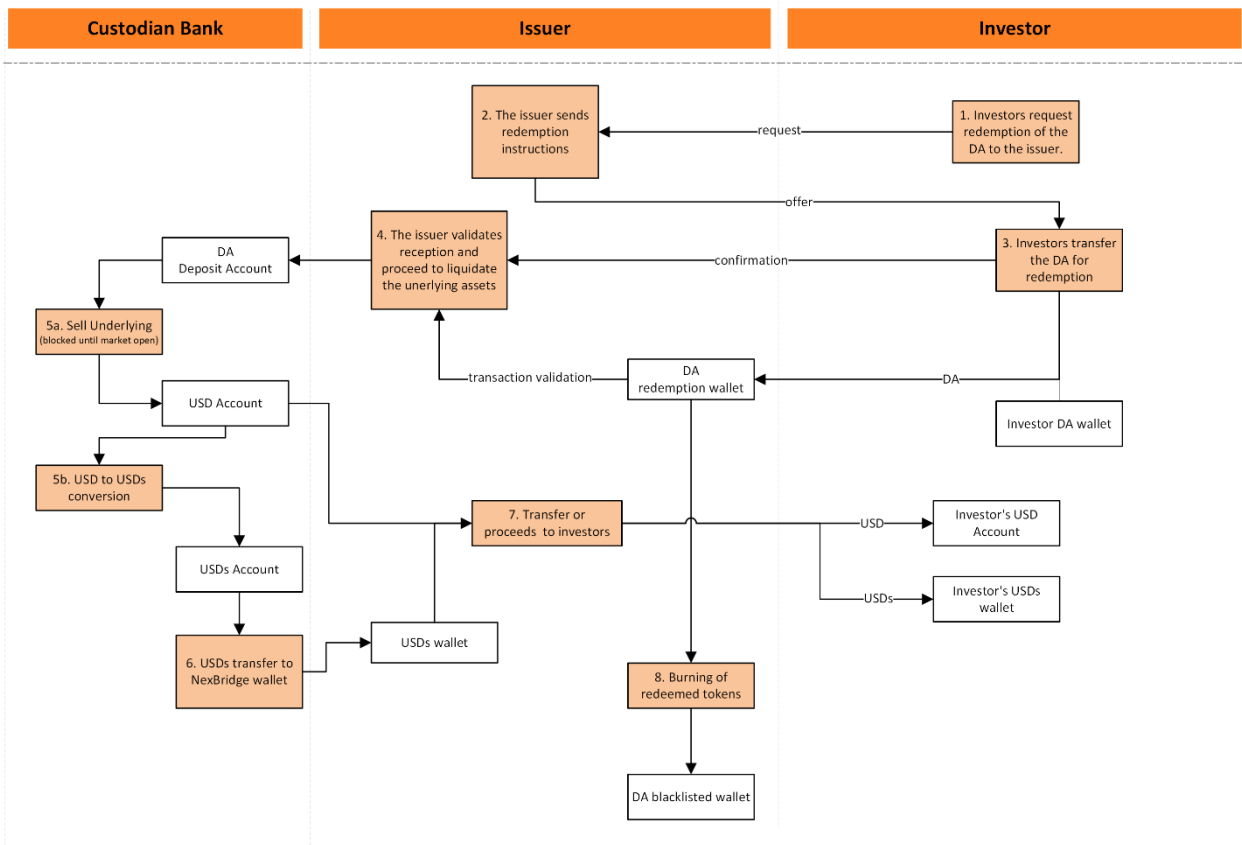 Custodian Bank
Issuer
Investor
2. The issuer sends
redemption
instructions
request
1. Investors request
redemption of the
DA to the issuer.
offer
4. The issuer validates
reception and
proceed to liquidate
the unerlying assets
confirmation
3. Investors transfer
the DA for
redemption
DA
Deposit Account
5a. Sell Underlying
(blocked until market open)
transaction validation
DA
redemption wallet
DA
USD Account
Investor DA wallet
5b. USD to USDs
conversion
7. Transfer or
proceeds to investors
USD
Investor's USD
Account
USDs Account
USDs
Investor's USDs
wallet
6. USDs transfer to
NexBridge wallet
USDs wallet
8. Burning of
redeemed tokens
DA blacklisted wallet